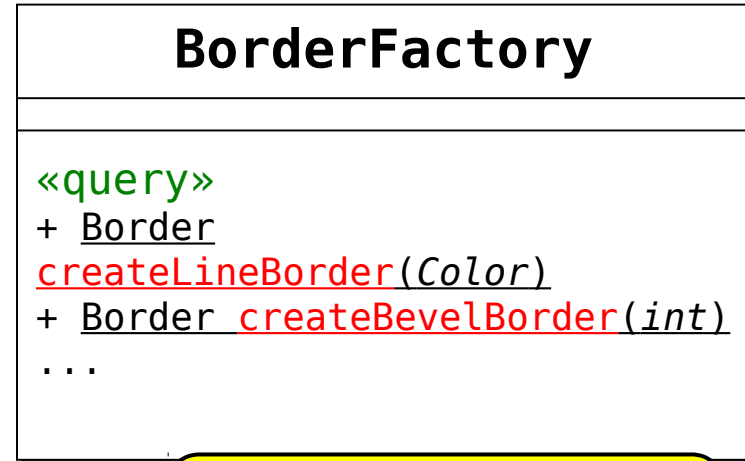 BorderFactory
«query»
+ Border
createLineBorder(Color)
+ Border createBevelBorder(int)
...